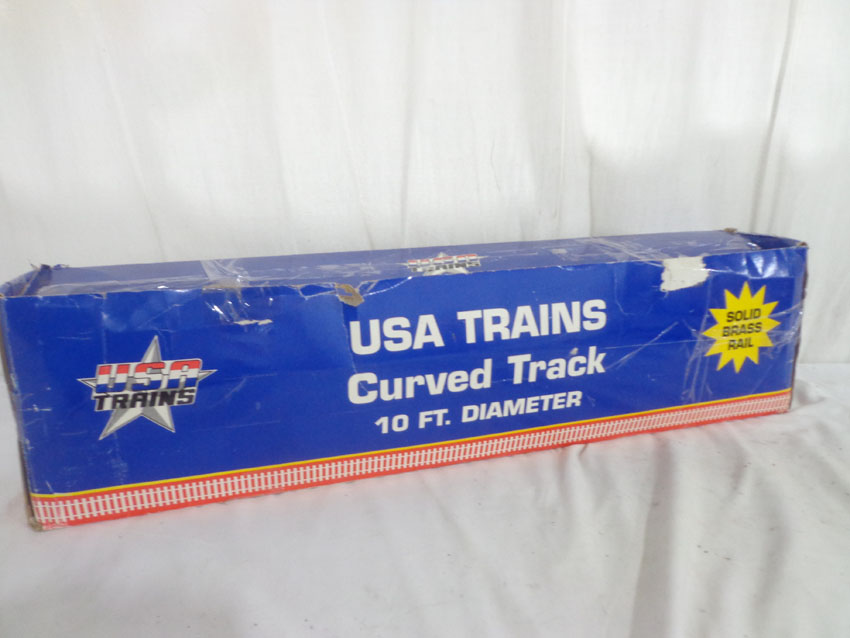 USA
TRAINS
USA TRAINS
Curved Track
10 FT. DIAMETER
SOLID
BRASS
RAIL